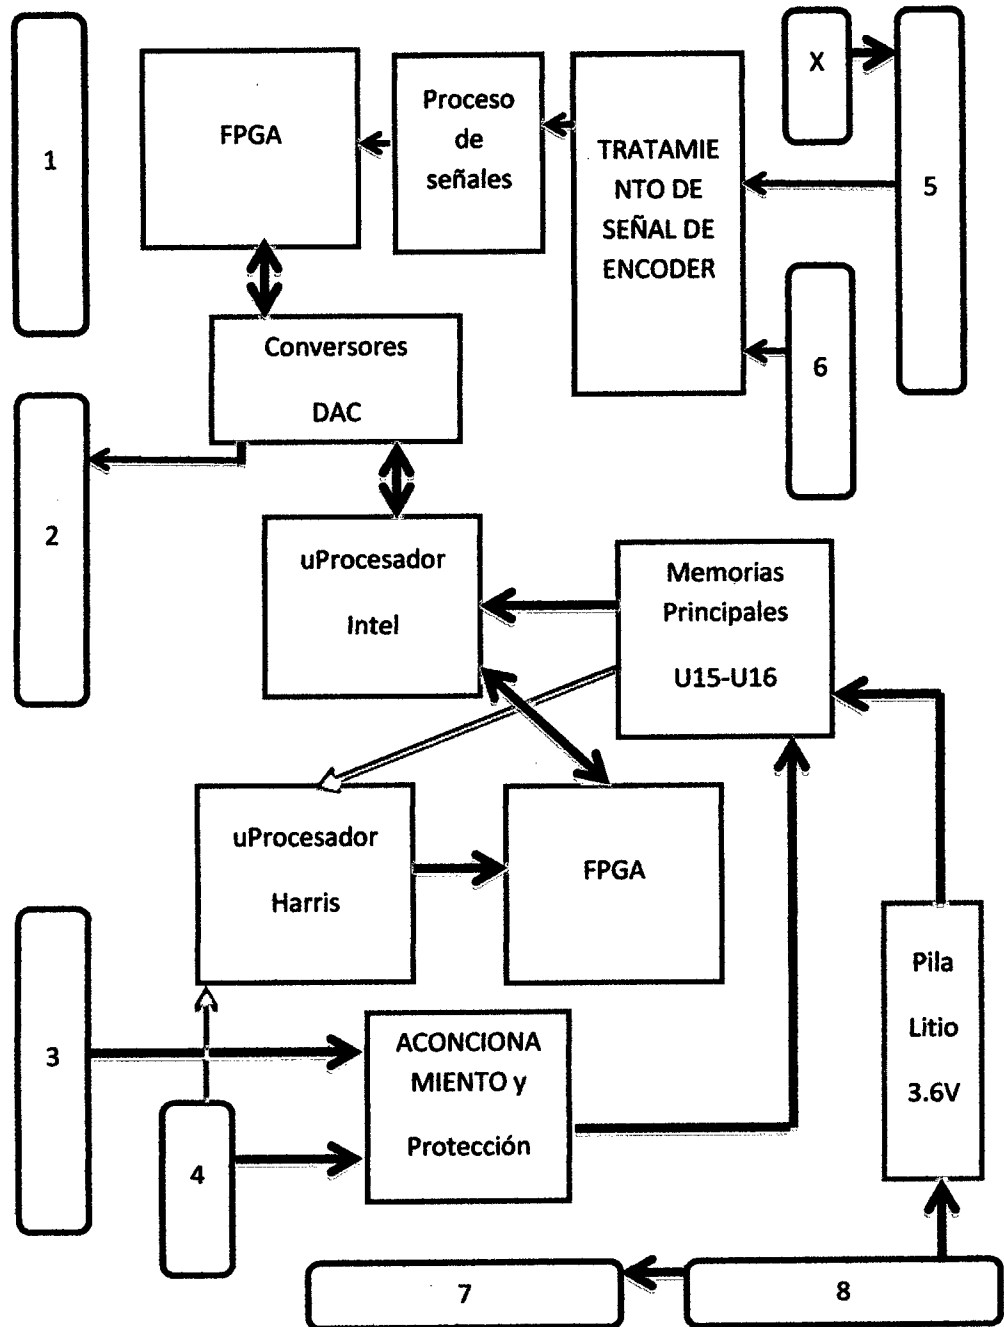 1
FPGA
Proceso
de
señales
TRATAMIE
NTO DE
SEÑAL DE
ENCODER
X
5
6
Conversores
DAC
2
uProcesador
Intel
Memorias
Principales
U15-U16
uProcesador
Harris
FPGA
Pila
Litio
3.6V
3
ACONCIONA
MIENTO y
Protección
4
7
8